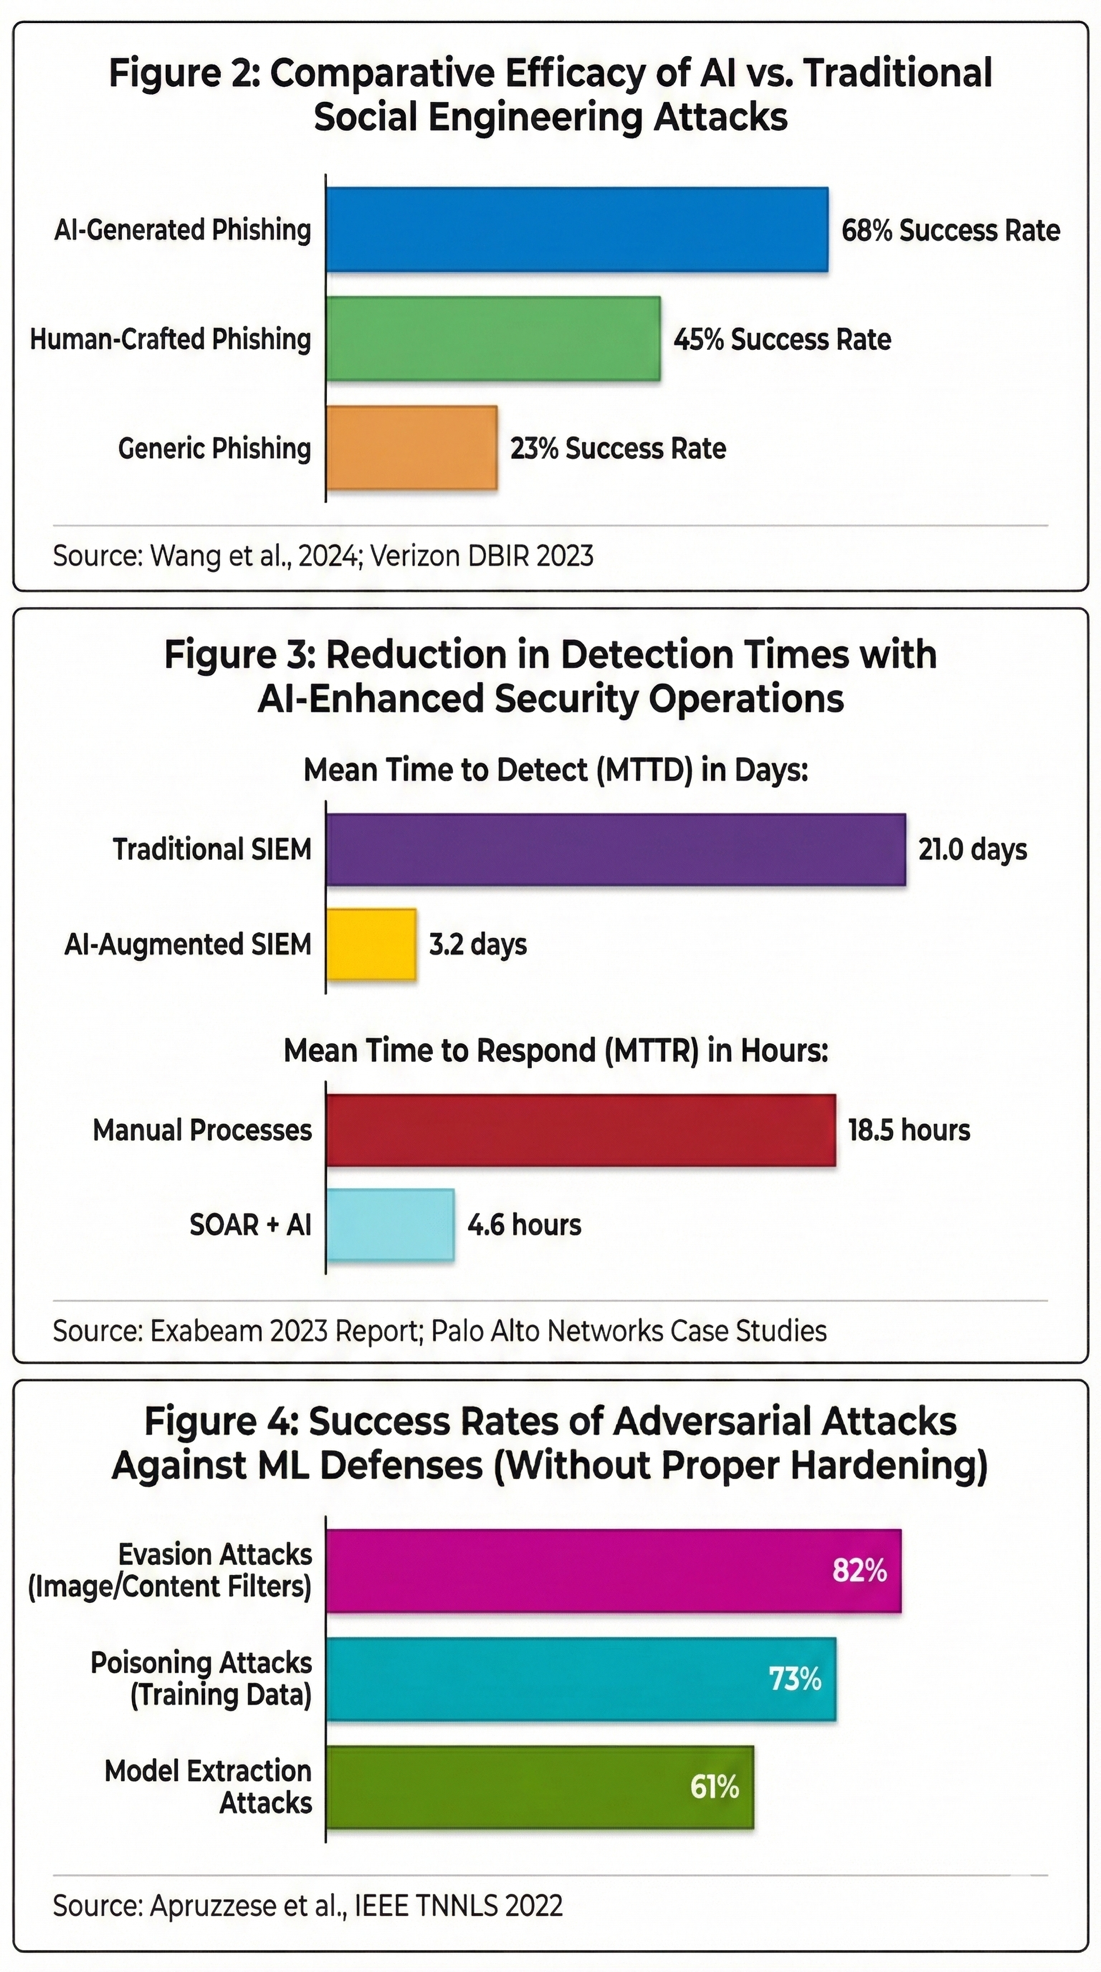 Figure 2: Comparative Efficacy of AI vs. Traditional
Social Engineering Attacks
AI-Generated Phishing
68% Success Rate
Human-Crafted Phishing
45% Success Rate
Generic Phishing
23% Success Rate
Source: Wang et al., 2024; Verizon DBIR 2023
Figure 3: Reduction in Detection Times with
AI-Enhanced Security Operations
Mean Time to Detect (MTTD) in Days:
Traditional SIEM
21.0 days
AI-Augmented SIEM
3.2 days
Mean Time to Respond (MTTR) in Hours:
Manual Processes
18.5 hours
SOAR + AI
4.6 hours
Source: Exabeam 2023 Report; Palo Alto Networks Case Studies
Figure 4: Success Rates of Adversarial Attacks
Against ML Defenses (Without Proper Hardening)
Evasion Attacks
(Image/Content Filters)
82%
Poisoning Attacks
(Training Data)
73%
Model Extraction
Attacks
61%
Source: Apruzzese et al., IEEE TNNLS 2022